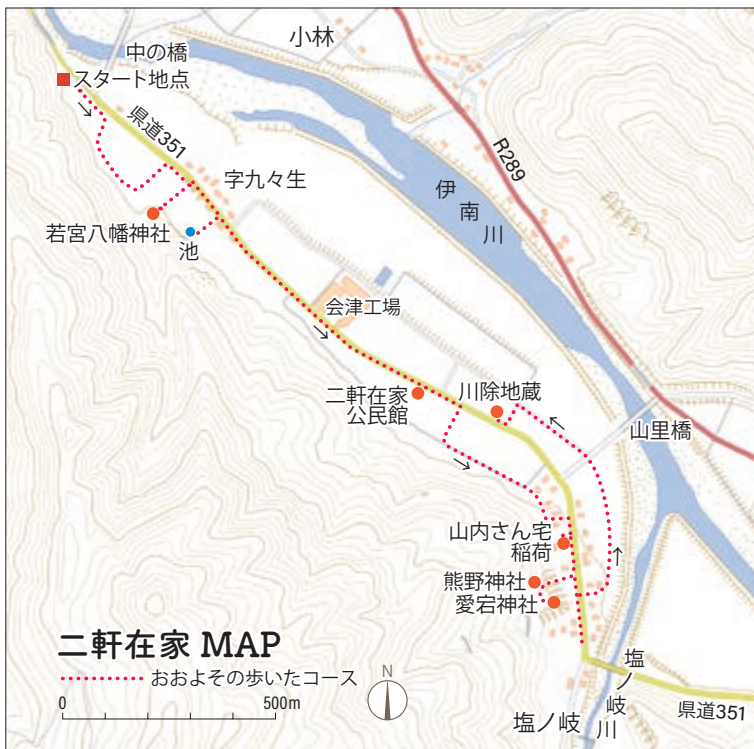 小林
中の橋
スタート地点
県道351
R289
字九々生
伊南川
若宮八幡神社
池
会津工場
二軒在家
公民館
川除地蔵
山里橋
山内さん宅
稲荷
熊野神社
愛宕神社
二軒在家 MAP
おおよその歩いたコース
0 500m
N
塩ノ岐
塩ノ岐川
県道351